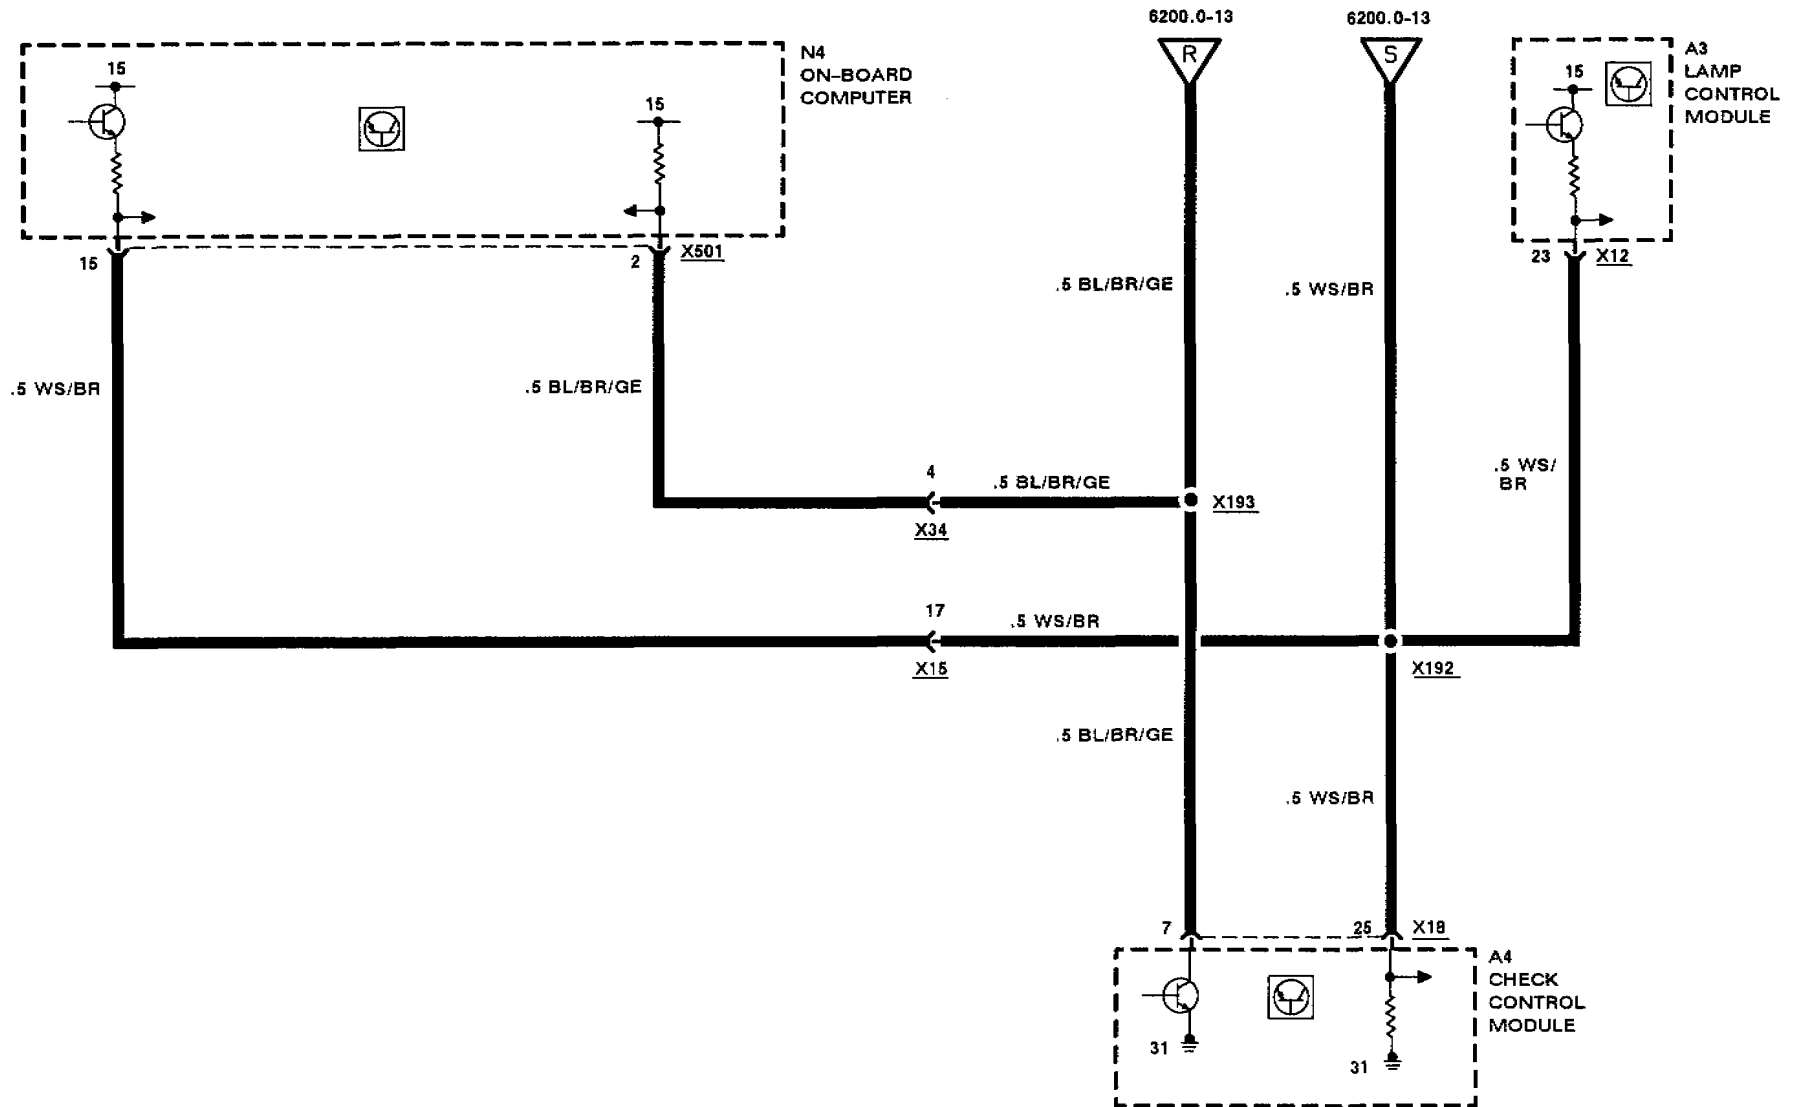 6200.0-13
6200.0-13
R
S
N4
ON-BOARD
COMPUTER
15
15
15
2
X501
A3
LAMP
CONTROL
MODULE
15
23
X12
.5 BL/BR/GE
.5 WS/BR
.5 WS/BR
.5 BL/BR/GE
.5 WS/
BR
4
.5 BL/BR/GE
X34
X193
17
.5 WS/BR
X15
X192
.5 BL/BR/GE
.5 WS/BR
7
25
X18
A4
CHECK
CONTROL
MODULE
31
31